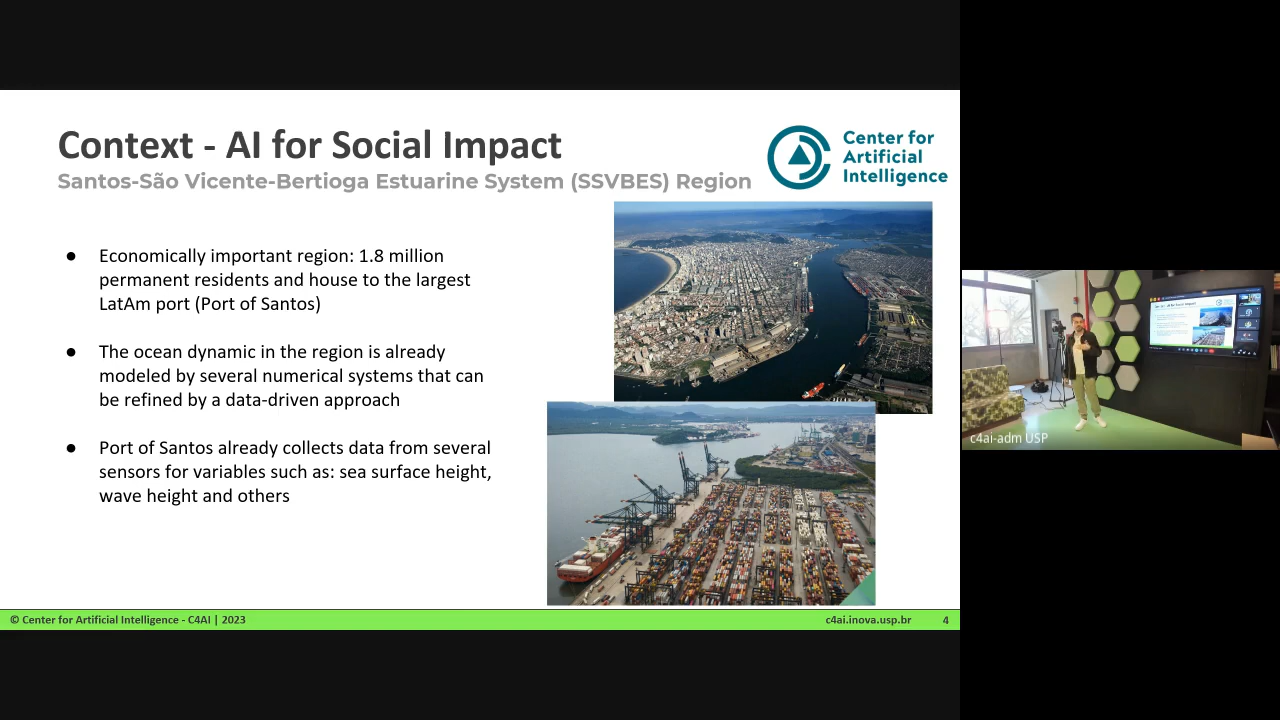 Context - AI for Social Impact
Santos-São Vicente-Bertioga Estuarine System (SSVBES) Region
Center for
Artificial
Intelligence
● Economically important region: 1.8 million
permanent residents and house to the largest
LatAm port (Port of Santos)
● The ocean dynamic in the region is already
modeled by several numerical systems that can
be refined by a data-driven approach
● Port of Santos already collects data from several
sensors for variables such as: sea surface height,
wave height and others
© Center for Artificial Intelligence - C4AI | 2023
c4ai.inova.usp.br 4
c4ai-adm USP